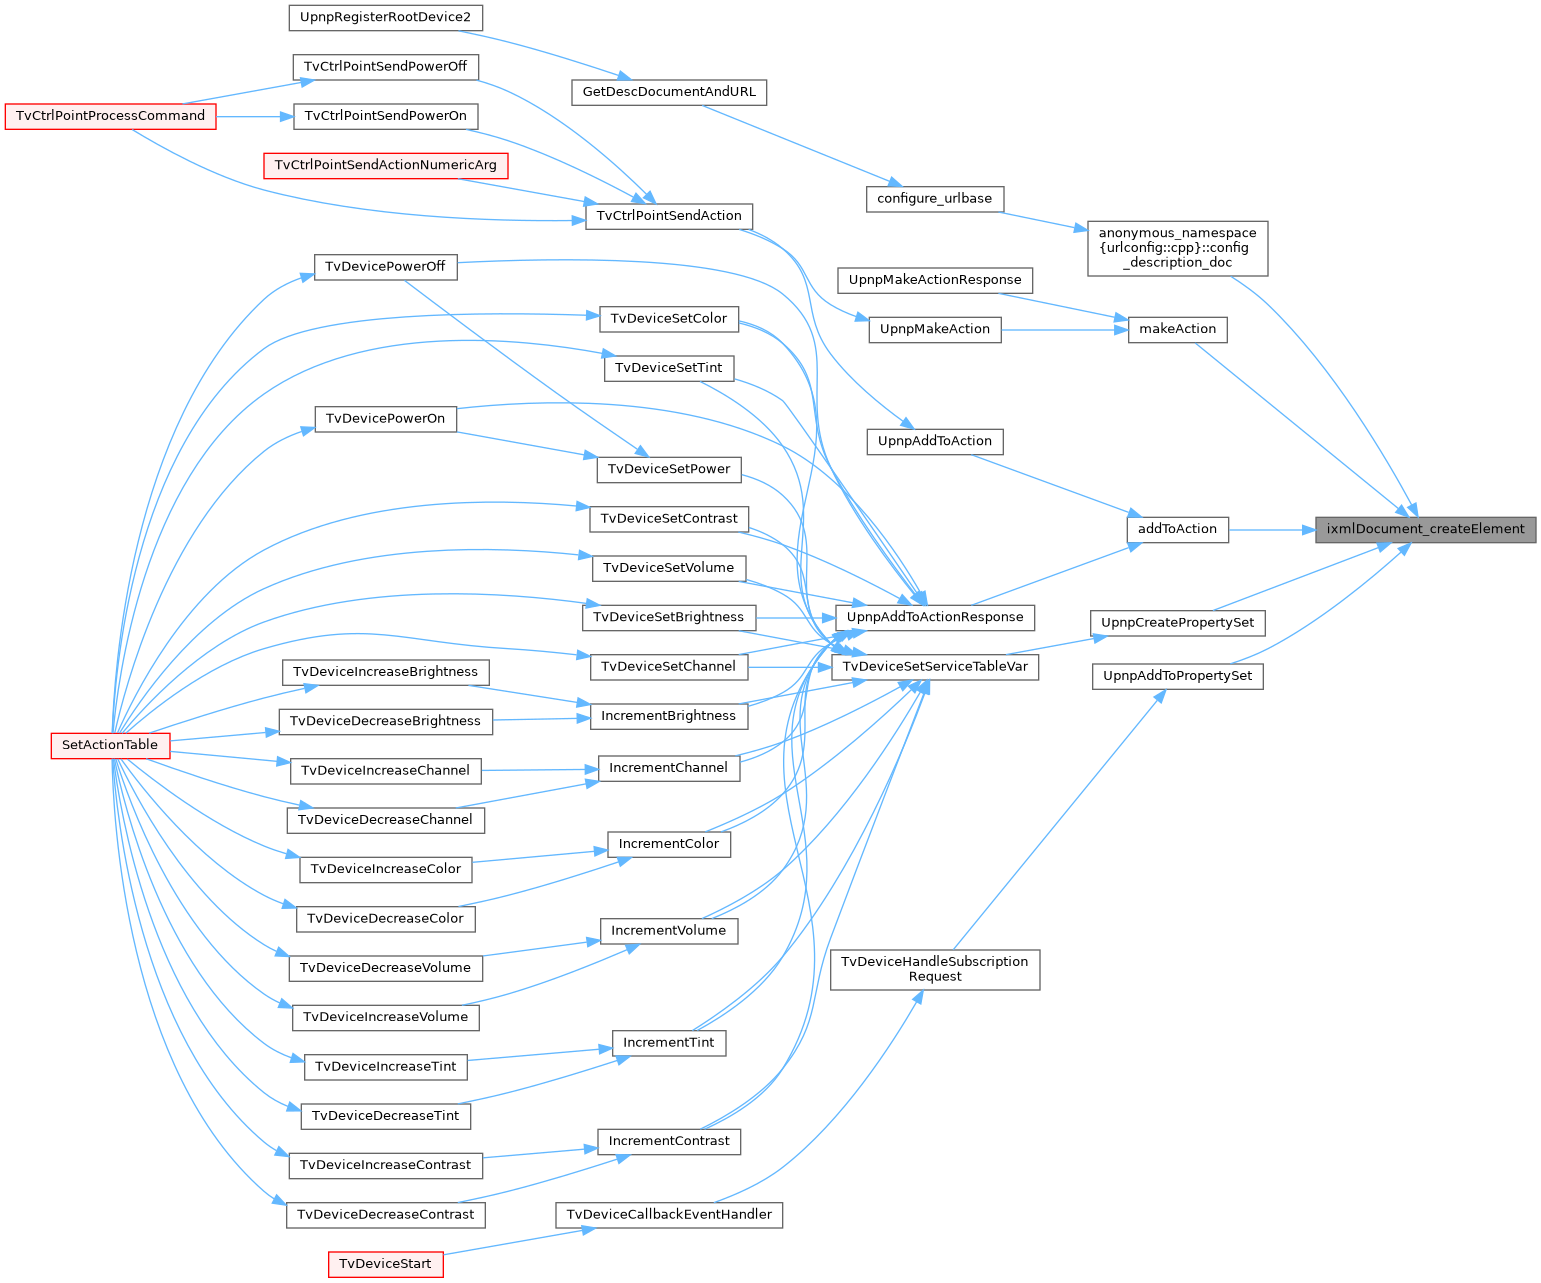 UpnpRegisterRootDevice2
TvCtrlPointSendPowerOff
GetDescDocumentAndURL
TvCtrlPointProcessCommand
TvCtrlPointSendPowerOn
TvCtrlPointSendActionNumericArg
configure_urlbase
TvCtrlPointSendAction
anonymous_namespace
{urlconfig::cpp}::config
_description_doc
TvDevicePowerOff
UpnpMakeActionResponse
TvDeviceSetColor
UpnpMakeAction
makeAction
TvDeviceSetTint
TvDevicePowerOn
UpnpAddToAction
TvDeviceSetPower
TvDeviceSetContrast
addToAction
ixmlDocument_createElement
TvDeviceSetVolume
TvDeviceSetBrightness
UpnpAddToActionResponse
UpnpCreatePropertySet
TvDeviceSetChannel
TvDeviceSetServiceTableVar
TvDeviceIncreaseBrightness
UpnpAddToPropertySet
TvDeviceDecreaseBrightness
IncrementBrightness
SetActionTable
TvDeviceIncreaseChannel
IncrementChannel
TvDeviceDecreaseChannel
IncrementColor
TvDeviceIncreaseColor
TvDeviceDecreaseColor
IncrementVolume
TvDeviceDecreaseVolume
TvDeviceHandleSubscription
Request
TvDeviceIncreaseVolume
IncrementTint
TvDeviceIncreaseTint
TvDeviceDecreaseTint
IncrementContrast
TvDeviceIncreaseContrast
TvDeviceDecreaseContrast
TvDeviceCallbackEventHandler
TvDeviceStart